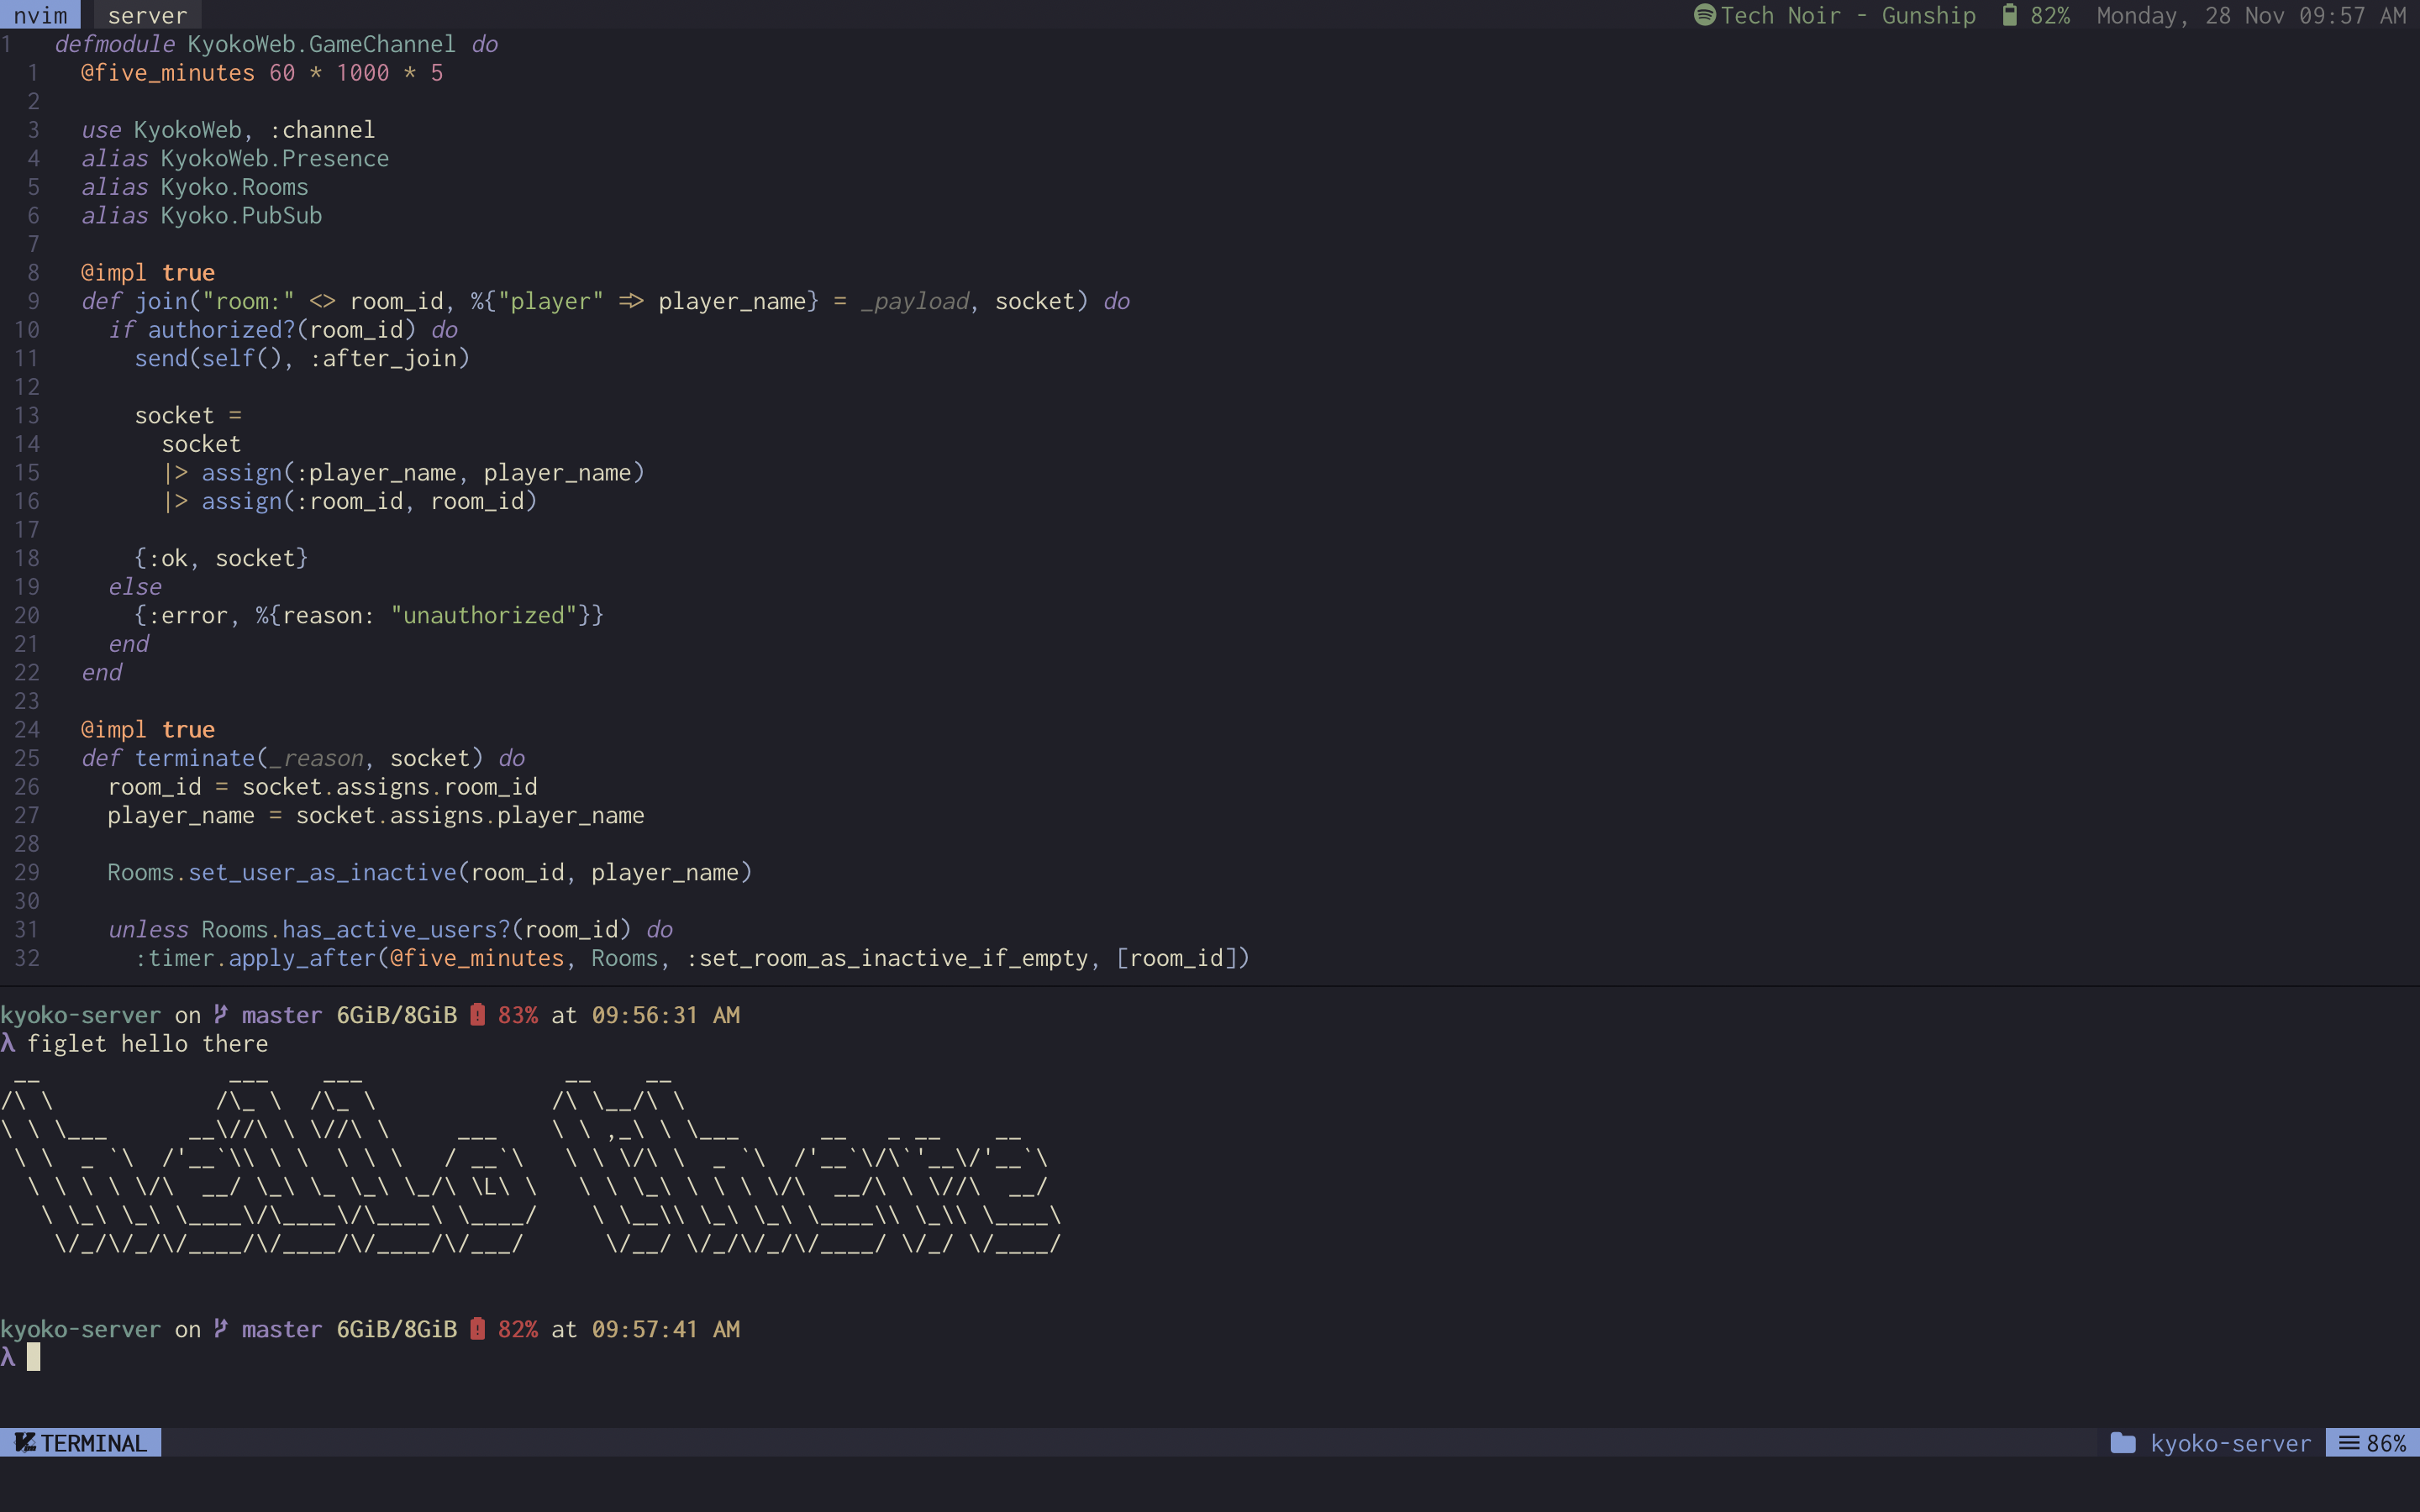 nvim server Tech Noir - Gunship 82% Monday, 28 Nov 09:57 AM
1 defmodule KyokoWeb.GameChannel do
1 @five_minutes 60 * 1000 * 5
2
3 use KyokoWeb, :channel
4 alias KyokoWeb.Presence
5 alias Kyoko.Rooms
6 alias Kyoko.PubSub
7
8 @impl true
9 def join("room:" <> room_id, %{"player" => player_name} = _payload, socket) do
10 if authorized?(room_id) do
11 send(self(), :after_join)
12
13 socket =
14 socket
15 |> assign(:player_name, player_name)
16 |> assign(:room_id, room_id)
17
18 {:ok, socket}
19 else
20 {:error, %{reason: "unauthorized"}}
21 end
22 end
23
24 @impl true
25 def terminate(_reason, socket) do
26 room_id = socket.assigns.room_id
27 player_name = socket.assigns.player_name
28
29 Rooms.set_user_as_inactive(room_id, player_name)
30
31 unless Rooms.has_active_users?(room_id) do
32 :timer.apply_after(@five_minutes, Rooms, :set_room_as_inactive_if_empty, [room_id])
kyoko-server on master 6GiB/8GiB 83% at 09:56:31 AM
λ figlet hello there
hello there
kyoko-server on master 6GiB/8GiB 82% at 09:57:41 AM
λ
TERMINAL kyoko-server 86%